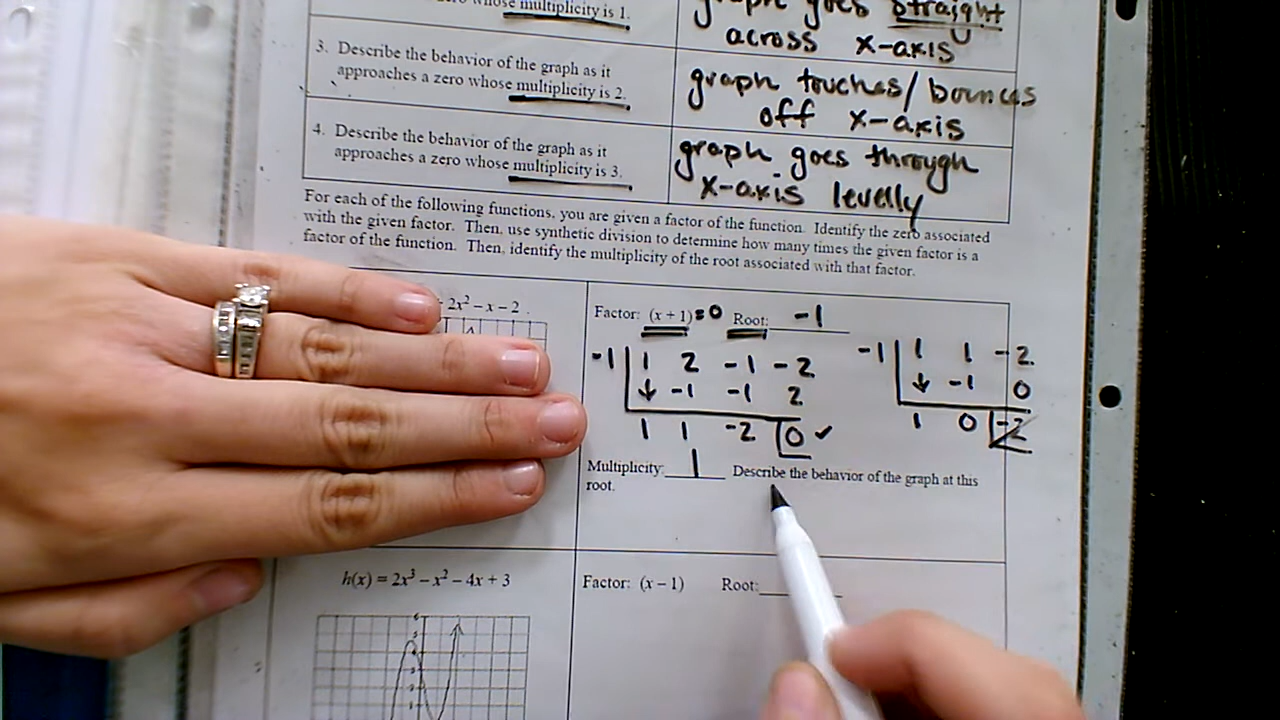 whose multiplicity is 1.
graph goes straight
across x-axis
3. Describe the behavior of the graph as it
approaches a zero whose multiplicity is 2.
graph touches/bounces
off x-axis
4. Describe the behavior of the graph as it
approaches a zero whose multiplicity is 3.
graph goes through
x-axis levelly
For each of the following functions, you are given a factor of the function. Identify the zero associated
with the given factor. Then, use synthetic division to determine how many times the given factor is a
factor of the function. Then, identify the multiplicity of the root associated with that factor.
2x² – x – 2
Factor: (x + 1) = 0 Root: -1
-1 1 2 -1 -2
↓ -1 -1 2
1 1 -2 0 ✓
-1 1 1 -2
↓ -1 0
1 0 -2
Multiplicity: 1 Describe the behavior of the graph at this
root.
h(x) = 2x³ – x² – 4x + 3
Factor: (x – 1) Root: